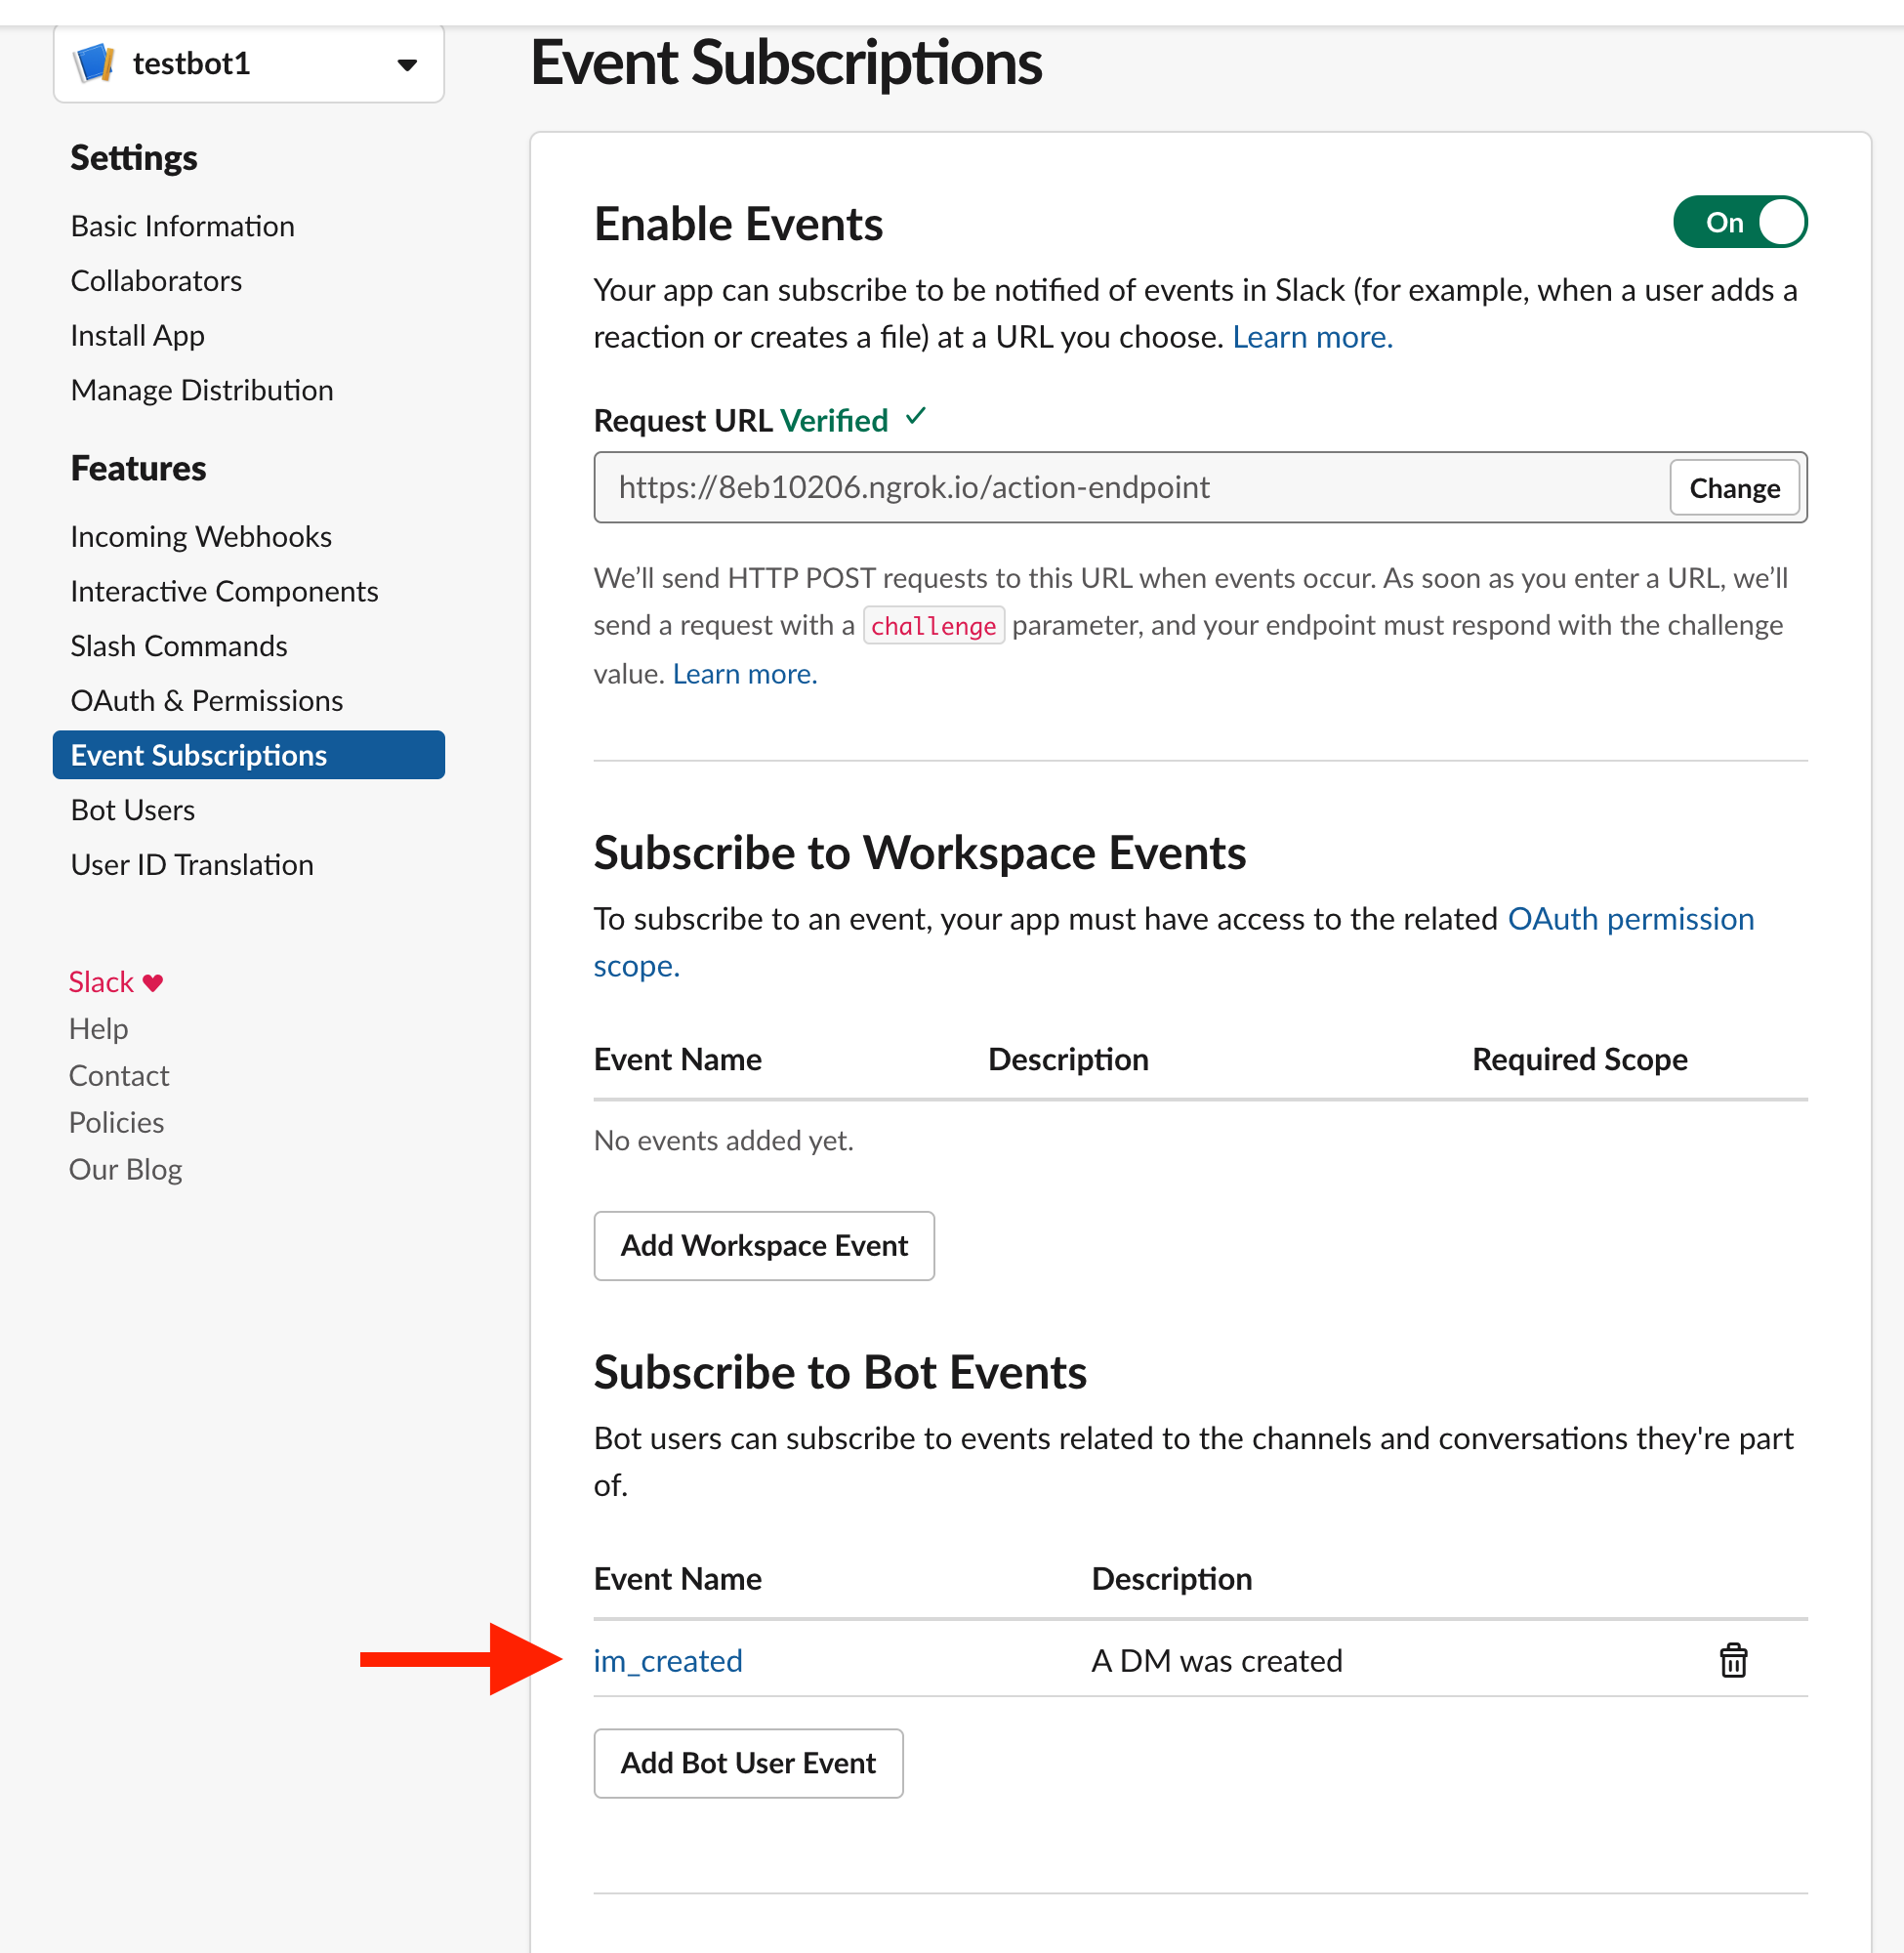 testbot1
Settings
Basic Information
Collaborators
Install App
Manage Distribution
Features
Incoming Webhooks
Interactive Components
Slash Commands
OAuth & Permissions
Event Subscriptions
Bot Users
User ID Translation
Slack ♥
Help
Contact
Policies
Our Blog
Event Subscriptions
Enable Events
On
Your app can subscribe to be notified of events in Slack (for example, when a user adds a
reaction or creates a file) at a URL you choose. Learn more.
Request URL Verified ✓
https://8eb10206.ngrok.io/action-endpoint
Change
We’ll send HTTP POST requests to this URL when events occur. As soon as you enter a URL, we’ll
send a request with a challenge parameter, and your endpoint must respond with the challenge
value. Learn more.
Subscribe to Workspace Events
To subscribe to an event, your app must have access to the related OAuth permission
scope.
Event Name Description Required Scope
No events added yet.
Add Workspace Event
Subscribe to Bot Events
Bot users can subscribe to events related to the channels and conversations they're part
of.
Event Name Description
im_created A DM was created
Add Bot User Event